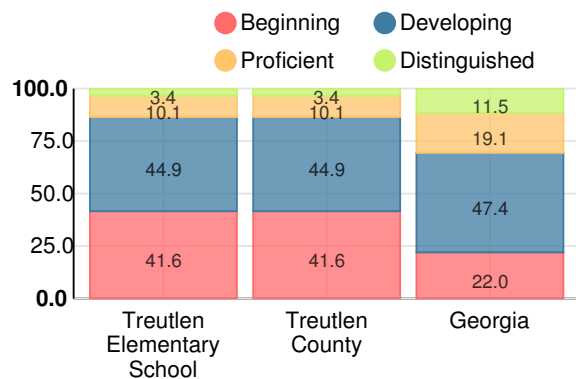 Beginning Developing
Proficient Distinguished
100.0
75.0
50.0
25.0
0.0
3.4 3.4 11.5
10.1 10.1 19.1
44.9 44.9 47.4
41.6 41.6 22.0
Treutlen Treutlen Georgia
Elementary County
School